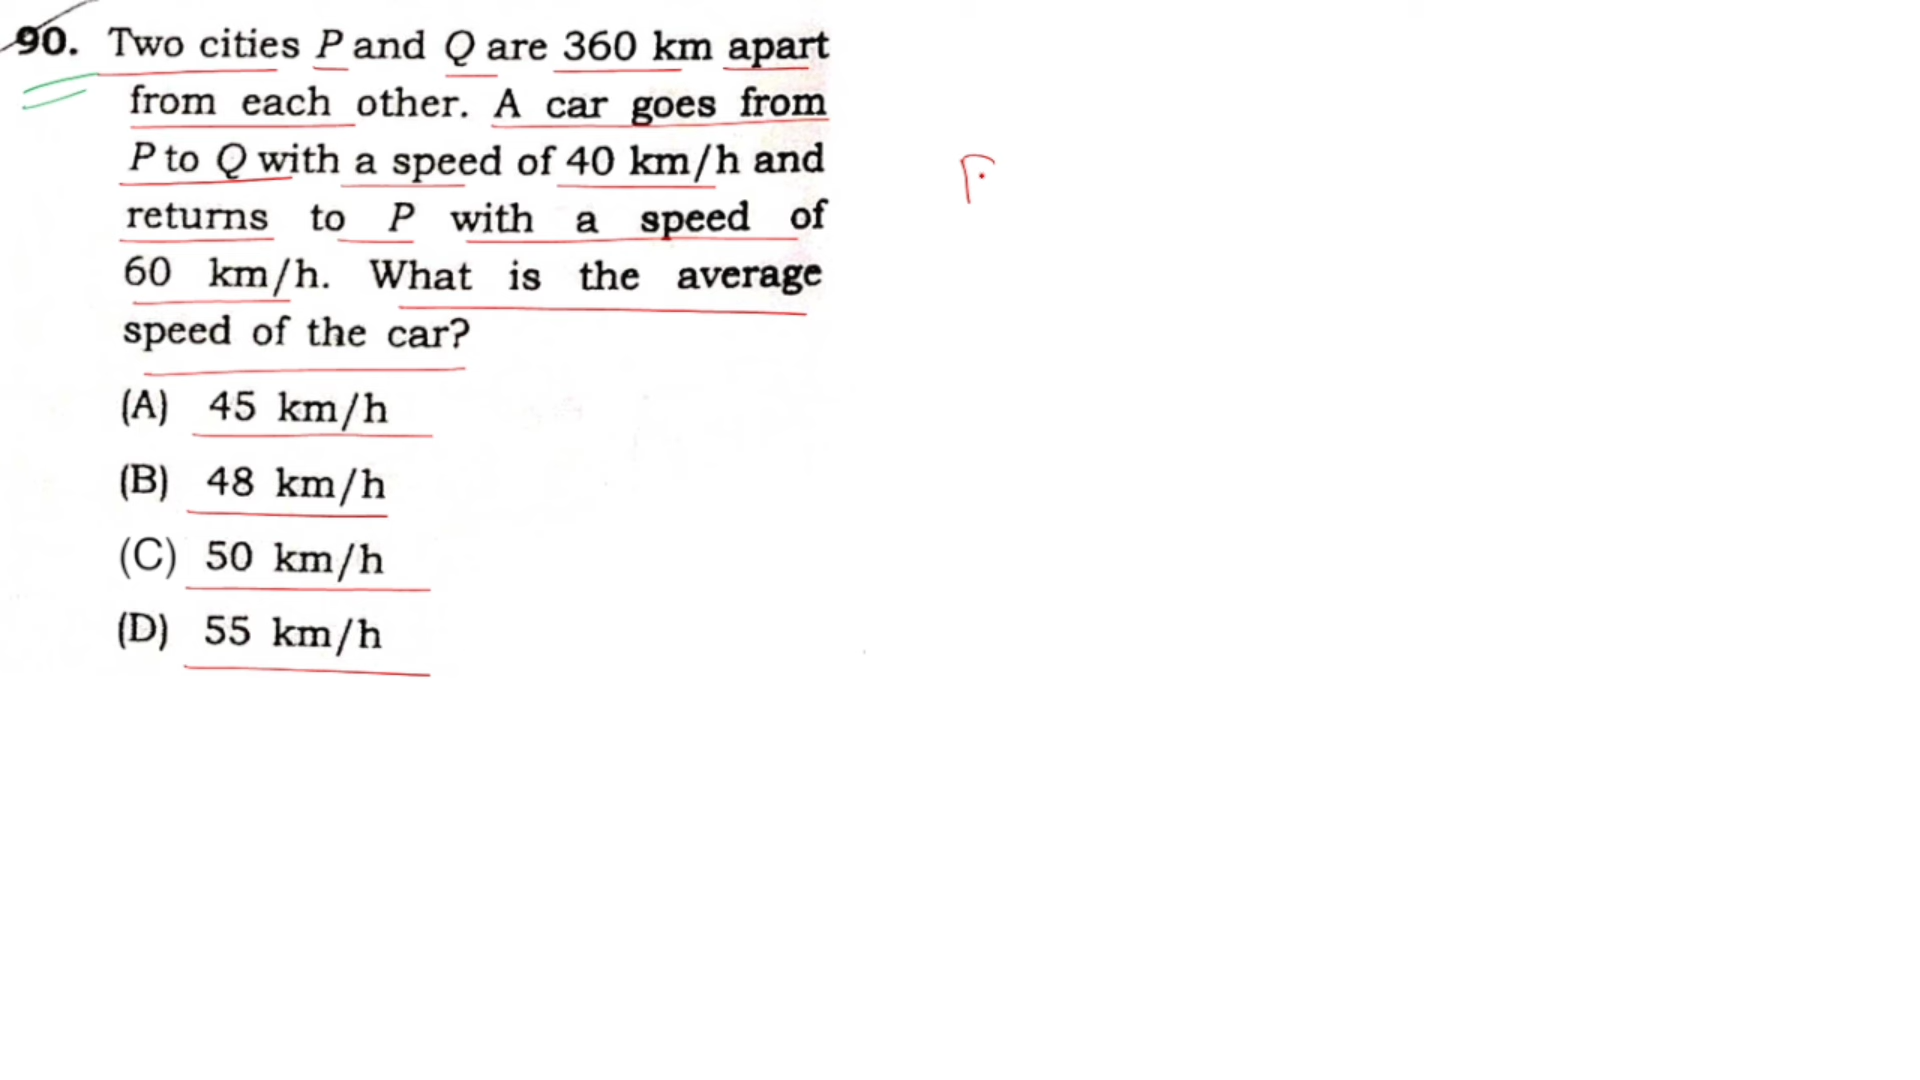 90. Two cities P and Q are 360 km apart
from each other. A car goes from
P to Q with a speed of 40 km/h and
returns to P with a speed of
60 km/h. What is the average
speed of the car?
(A) 45 km/h
(B) 48 km/h
(C) 50 km/h
(D) 55 km/h